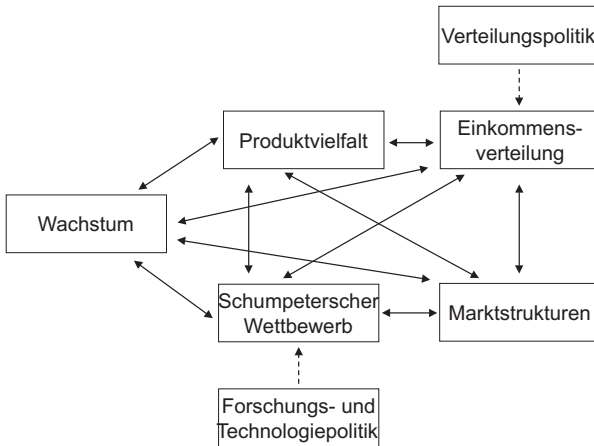 Verteilungspolitik
Produktvielfalt
Einkommens-
verteilung
Wachstum
Schumpeterscher
Wettbewerb
Marktstrukturen
Forschungs- und
Technologiepolitik